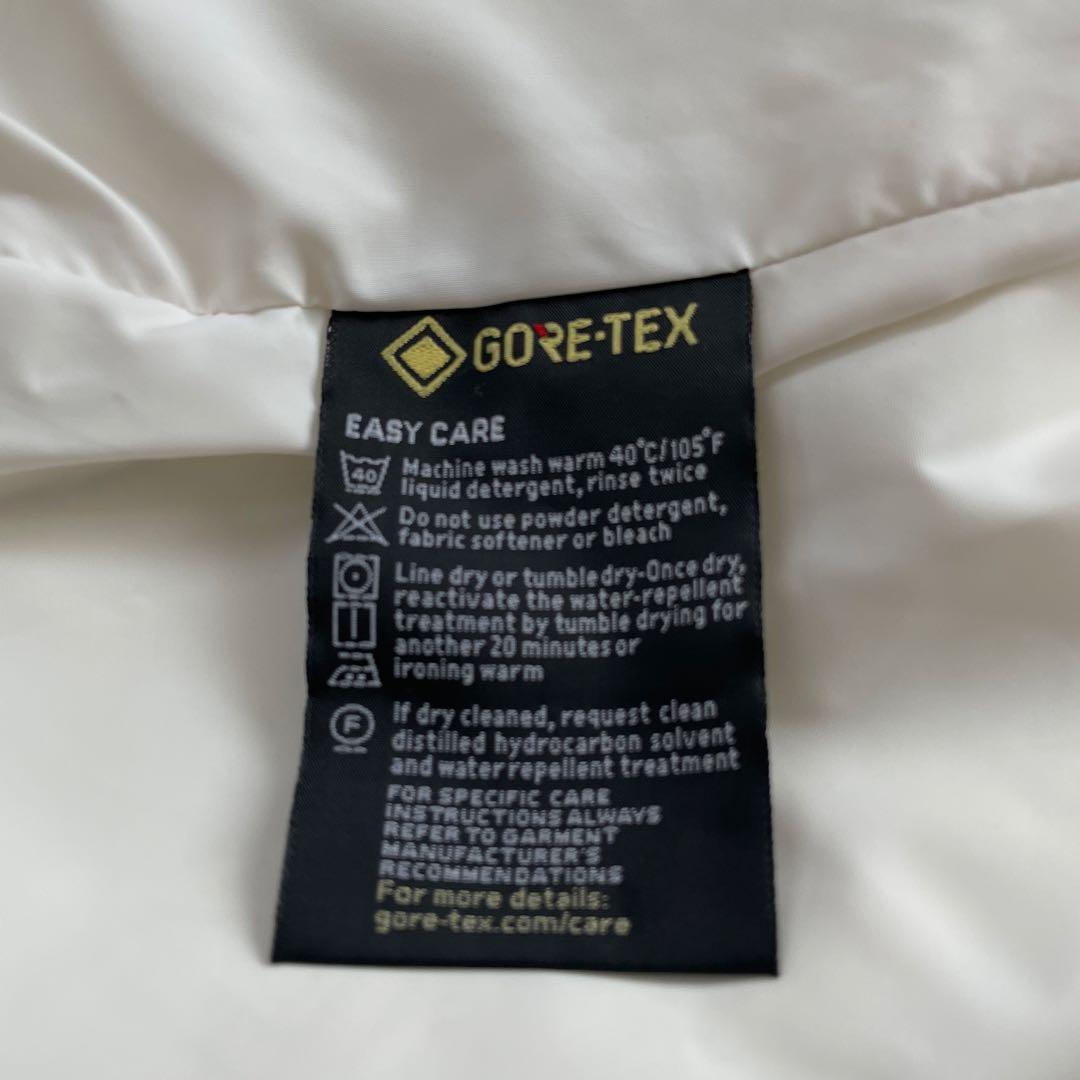 GORE-TEX
EASY CARE
40
Machine wash warm 40°C/105°F
liquid detergent, rinse twice
Do not use powder detergent,
fabric softener or bleach
Line dry or tumble dry-Once dry,
reactivate the water-repellent
treatment by tumble drying for
another 20 minutes or
ironing warm
F
If dry cleaned, request clean
distilled hydrocarbon solvent
and water repellent treatment
FOR SPECIFIC CARE
INSTRUCTIONS ALWAYS
REFER TO GARMENT
MANUFACTURER'S
RECOMMENDATIONS
For more details:
gore-tex.com/care